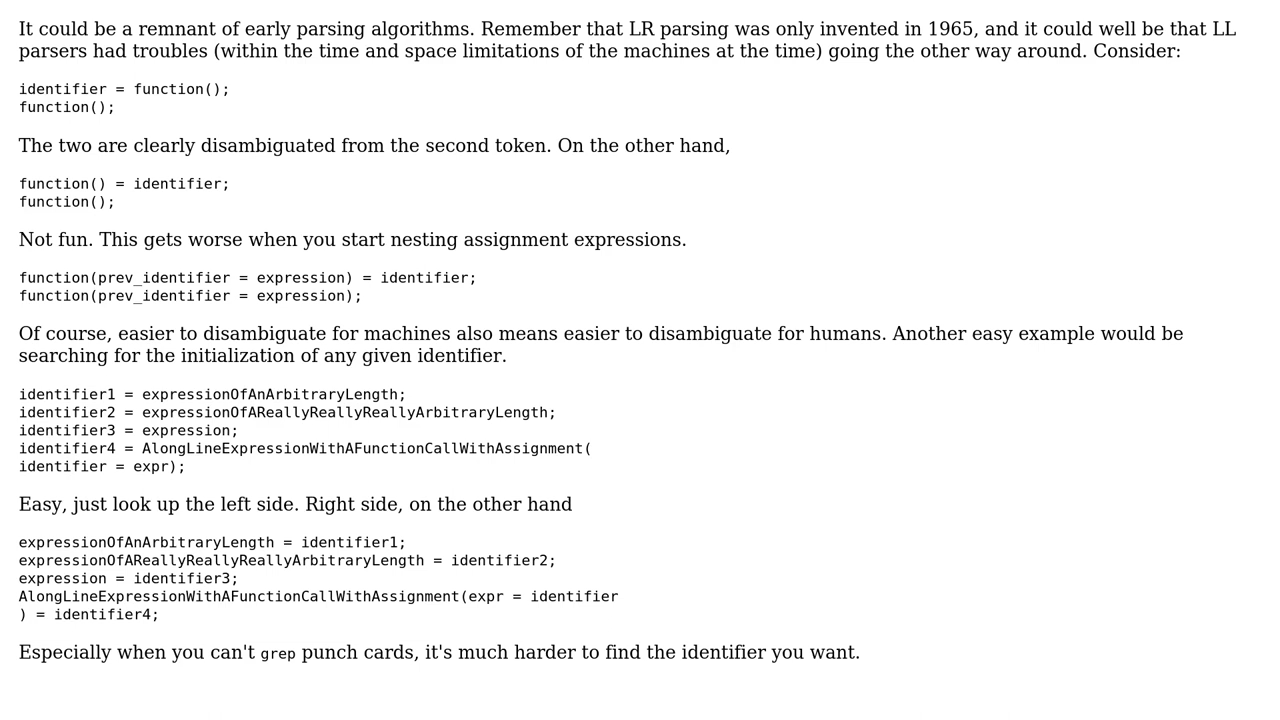 It could be a remnant of early parsing algorithms. Remember that LR parsing was only invented in 1965, and it could well be that LL
parsers had troubles (within the time and space limitations of the machines at the time) going the other way around. Consider:
identifier = function();
function();
The two are clearly disambiguated from the second token. On the other hand,
function() = identifier;
function();
Not fun. This gets worse when you start nesting assignment expressions.
function(prev_identifier = expression) = identifier;
function(prev_identifier = expression);
Of course, easier to disambiguate for machines also means easier to disambiguate for humans. Another easy example would be
searching for the initialization of any given identifier.
identifier1 = expressionOfAnArbitraryLength;
identifier2 = expressionOfAReallyReallyReallyArbitraryLength;
identifier3 = expression;
identifier4 = AlongLineExpressionWithAFunctionCallWithAssignment(
identifier = expr);
Easy, just look up the left side. Right side, on the other hand
expressionOfAnArbitraryLength = identifier1;
expressionOfAReallyReallyReallyArbitraryLength = identifier2;
expression = identifier3;
AlongLineExpressionWithAFunctionCallWithAssignment(expr = identifier
) = identifier4;
Especially when you can't grep punch cards, it's much harder to find the identifier you want.